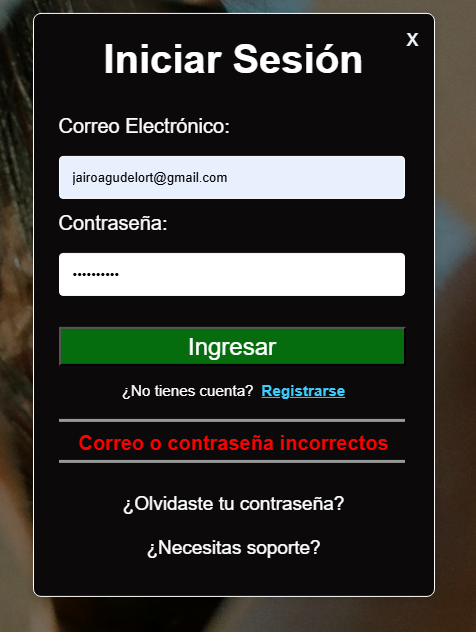 X
Iniciar Sesión
Correo Electrónico:
jairoagudelort@gmail.com
Contraseña:
••••••••••
Ingresar
¿No tienes cuenta? Registrarse
Correo o contraseña incorrectos
¿Olvidaste tu contraseña?
¿Necesitas soporte?